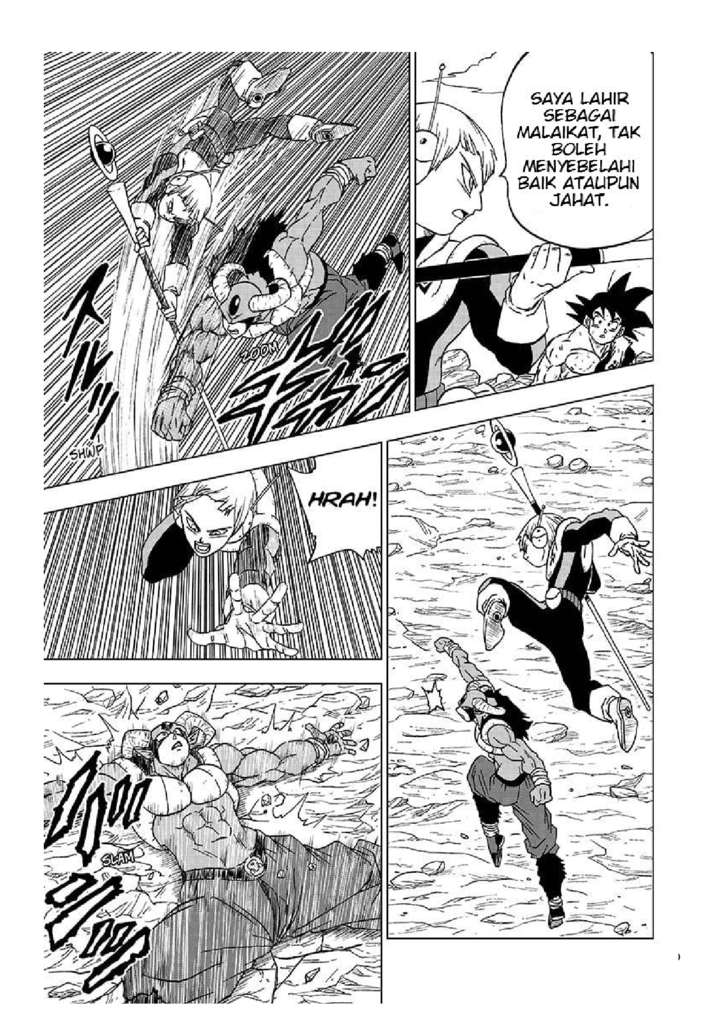 SAYA LAHIR
SEBAGAI
MALAIKAT, TAK
BOLEH
MENYEBELAHI
BAIK ATAUPUN
JAHAT.
ZOOM
SHWP
HRAH!
SLAM